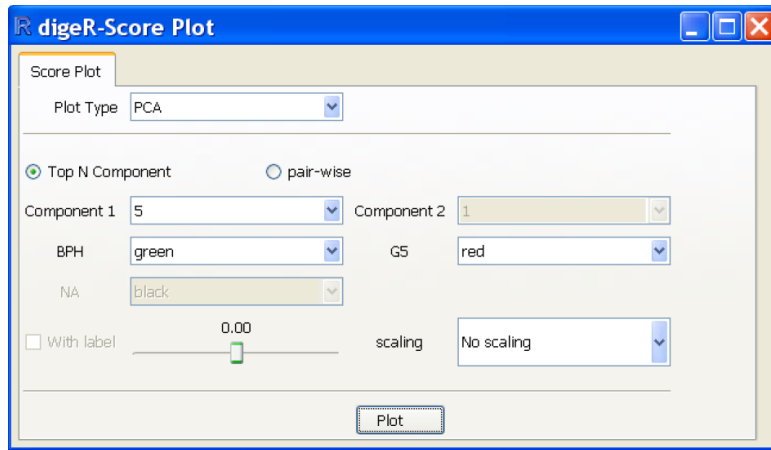 R digeR-Score Plot
Score Plot
Plot Type PCA
Top N Component pair-wise
Component 1 5 Component 2 1
BPH green G5 red
NA black
0.00
With label scaling No scaling
Plot